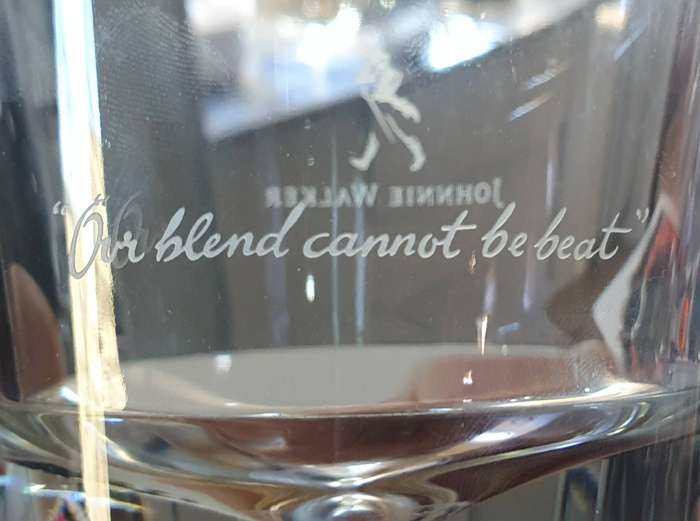 JOHNNIE WALKER
“Our blend cannot be beat”